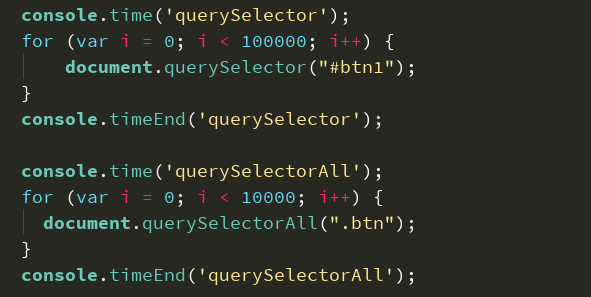 console.time('querySelector');
for (var i = 0; i < 100000; i++) {
    document.querySelector("#btn1");
}
console.timeEnd('querySelector');

console.time('querySelectorAll');
for (var i = 0; i < 10000; i++) {
  document.querySelectorAll(".btn");
}
console.timeEnd('querySelectorAll');